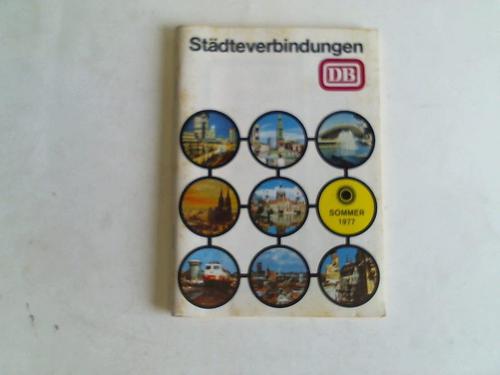 Städteverbindungen
DB
SOMMER
1977